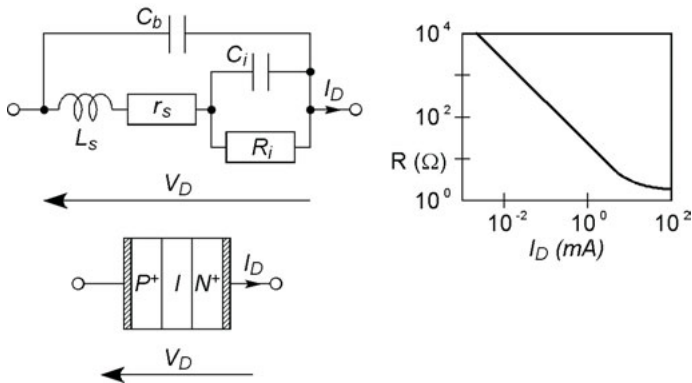 C_b
C_i
I_D
L_s
r_s
R_i
V_D
P⁺ I N⁺
I_D
V_D
10⁴
10²
R (Ω)
10⁰
10⁻² 10⁰ 10²
I_D (mA)